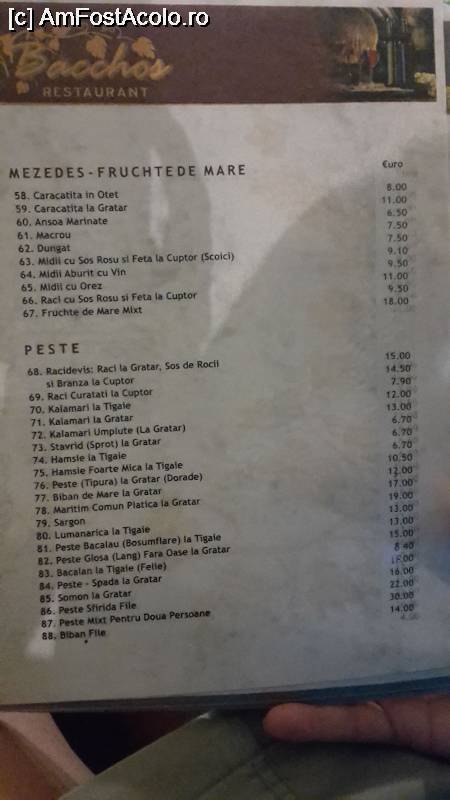 [c] AmFostAcolo.ro
Bacchos
RESTAURANT
MEZEDES - FRUCHTE DE MARE €uro
58. Caracatita in Otet 8.00
59. Caracatita la Gratar 11.00
60. Ansoa Marinate 6.50
61. Macrou 7.50
62. Dungat 7.50
63. Midii cu Sos Rosu si Feta la Cuptor (Scoici) 9.10
64. Midii Aburit cu Vin 9.50
65. Midii cu Orez 11.00
66. Raci cu Sos Rosu si Feta la Cuptor 9.50
67. Fruchte de Mare Mixt 18.00
PESTE
68. Racidevis: Raci la Gratar, Sos de Rocii 15.00
si Branza la Cuptor
69. Raci Curatati la Cuptor 14.50
70. Kalamari la Tigaie 7.90
71. Kalamari la Gratar 12.00
72. Kalamari Umplute (La Gratar) 13.00
73. Stavrid (Sprot) la Gratar 6.70
74. Hamsie la Tigaie 6.70
75. Hamsie Foarte Mica la Tigaie 6.70
76. Peste (Tipura) la Gratar (Dorade) 10.50
77. Biban de Mare la Gratar 12.00
78. Maritim Comun Platica la Gratar 17.00
79. Sargon 19.00
80. Lumanarica la Tigaie 13.00
81. Peste Bacalau (Bosumflare) la Tigaie 13.00
82. Peste Glosa (Lang) Fara Oase la Gratar 15.00
83. Bacalan la Tigaie (Felie) 8.40
84. Peste - Spada la Gratar
85. Somon la Gratar 16.00
86. Peste Sfirida File 22.00
87. Peste Mixt Pentru Doua Persoane 30.00
88. Biban File 14.00